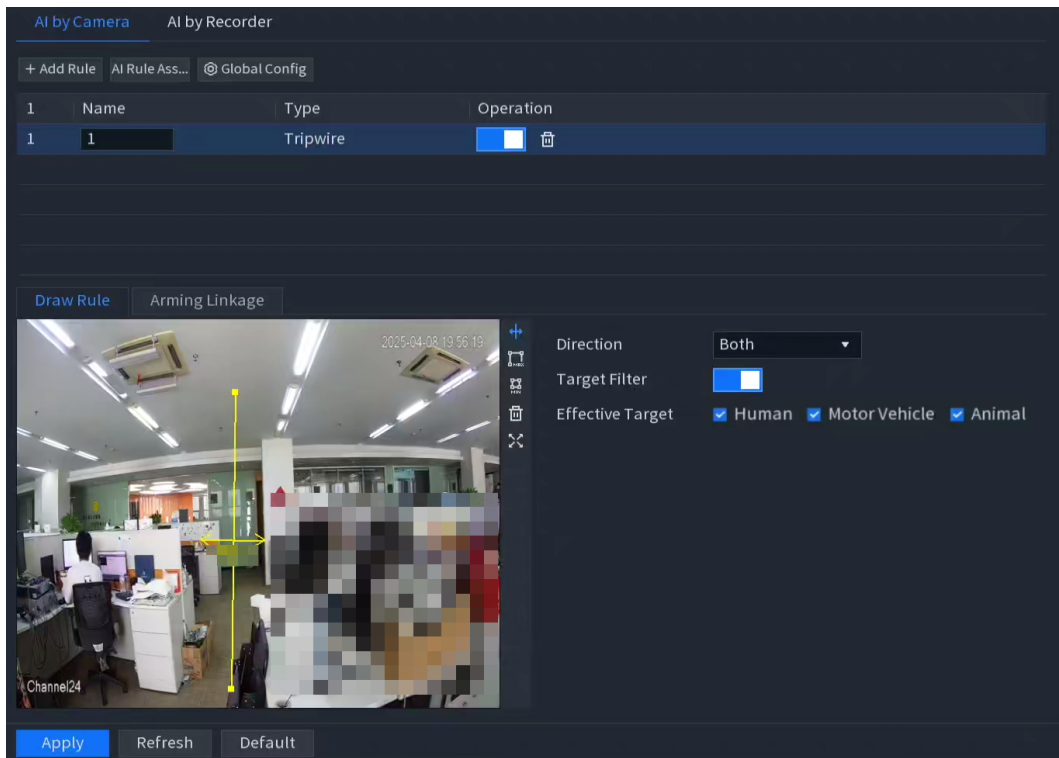 AI by Camera AI by Recorder
+ Add Rule AI Rule Ass... Global Config
1 Name Type Operation
1 1 Tripwire
Draw Rule Arming Linkage
2025-04-08 19:56:19
MAX
MIN
Direction Both
Target Filter
Effective Target Human Motor Vehicle Animal
Channel24
Apply Refresh Default